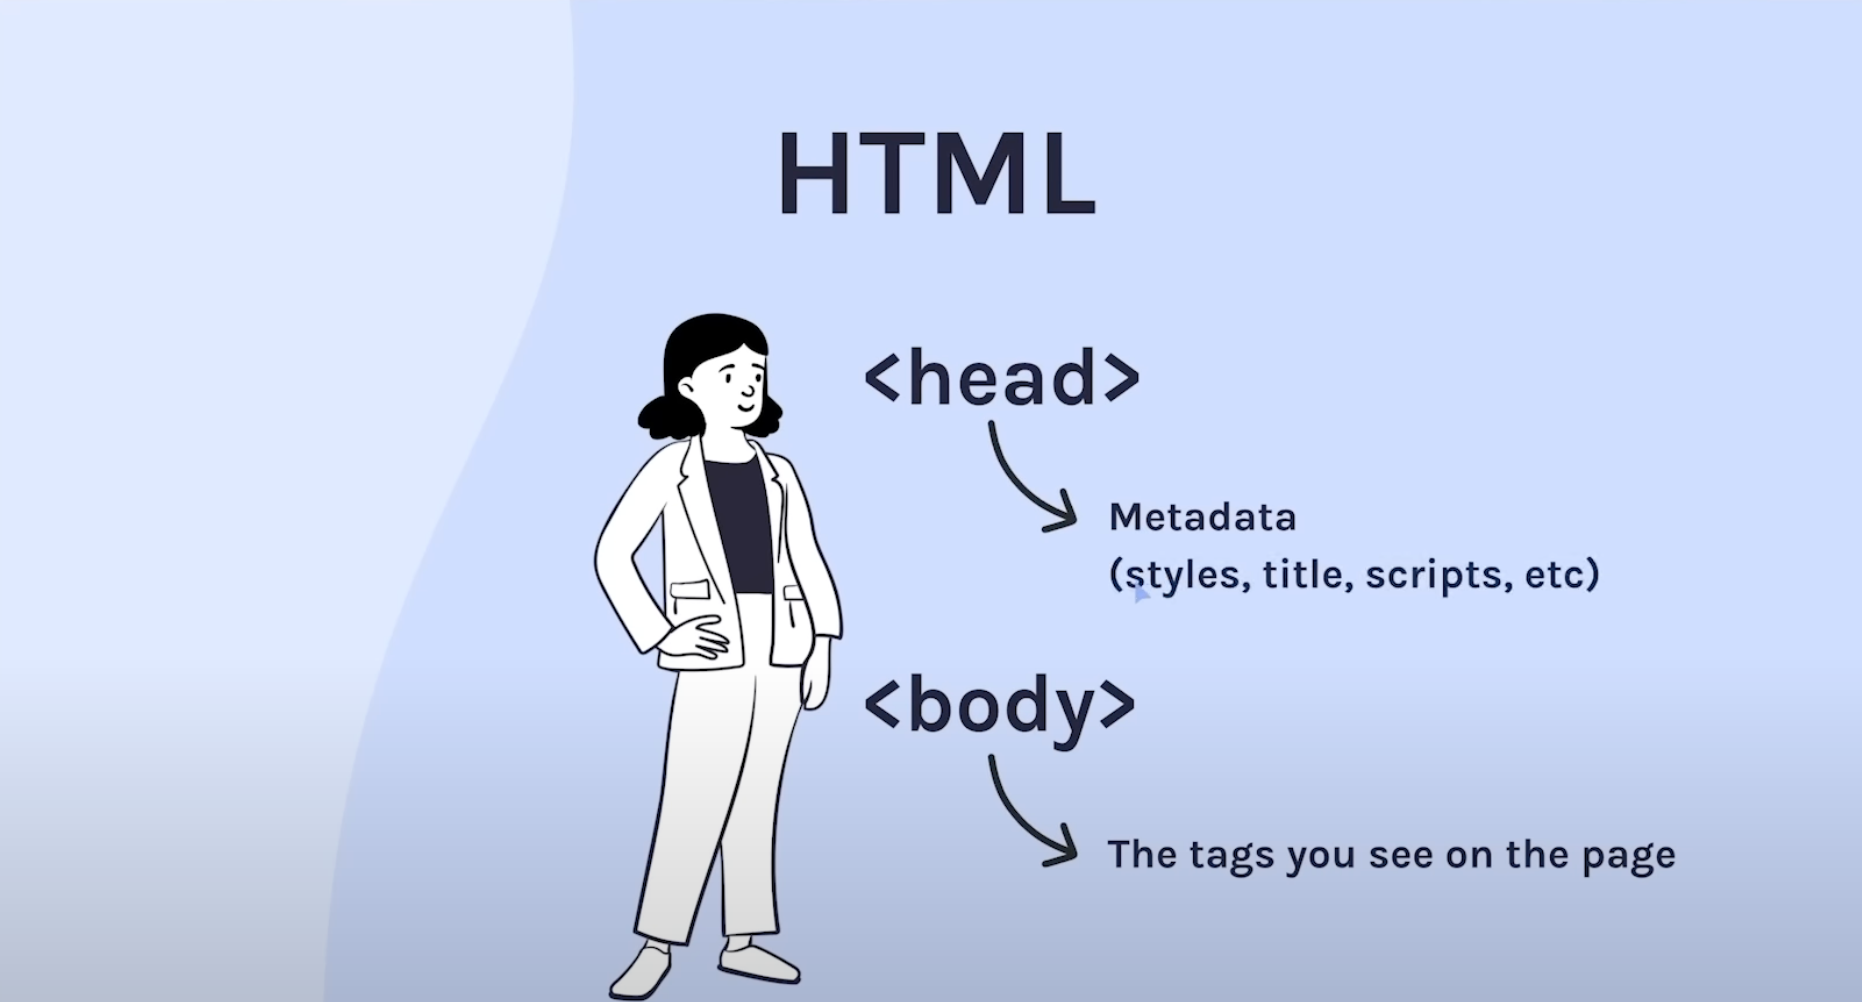 HTML
<head>
Metadata
(styles, title, scripts, etc)
<body>
The tags you see on the page